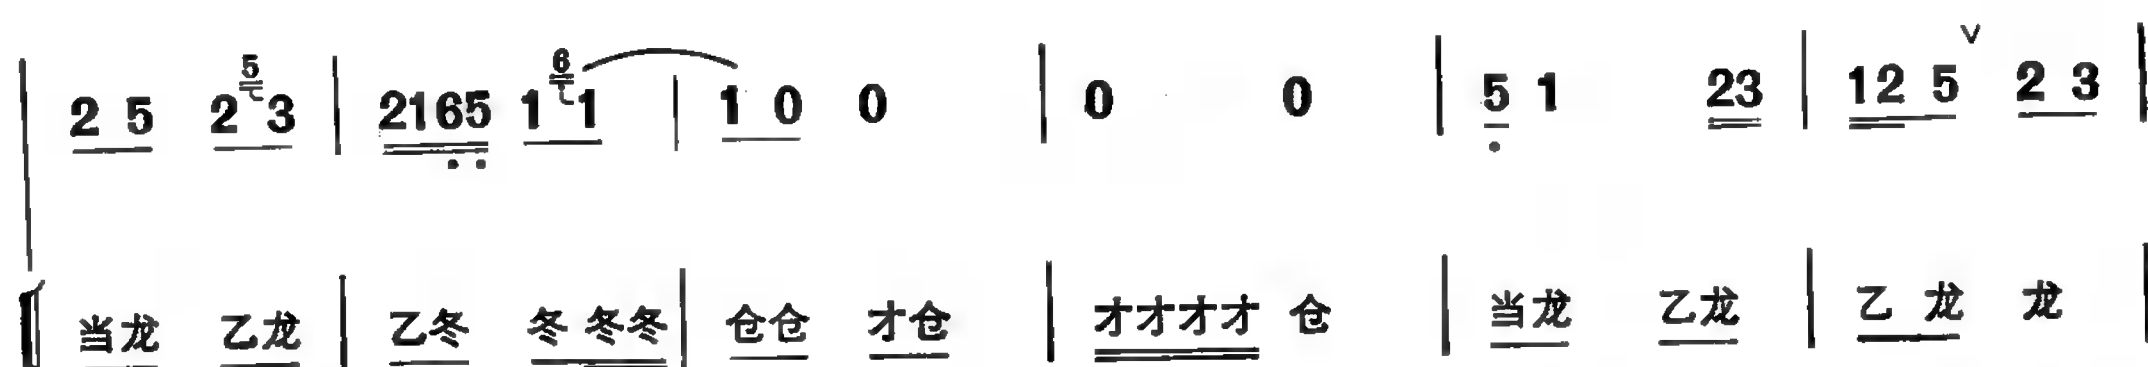 2 5 2 5 3 | 2165 1 6 1 | 1 0 0 | 0 0 | 5 1 23 | 12 5 V 2 3 |
当龙 乙龙 | 乙冬 冬冬冬 | 仓仓 才仓 | 才才才才 仓 | 当龙 乙龙 | 乙 龙 龙 |